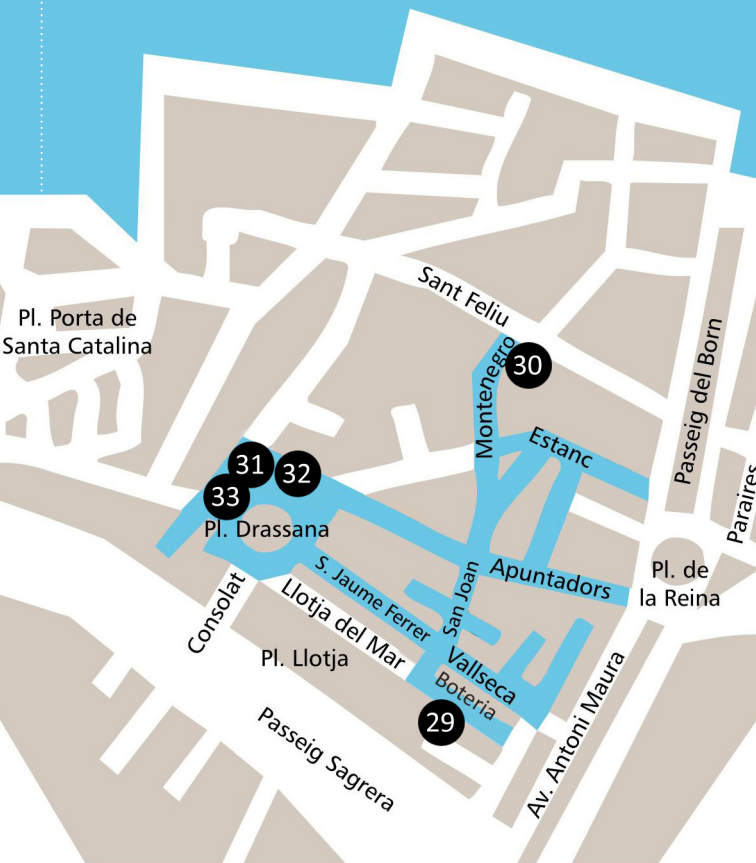 Sant Feliu
Pl. Porta de
Santa Catalina
Montenegro
30
Passeig del Born
Estanc
31
32
33
Paraires
Pl. Drassana
Apuntadors
Pl. de
la Reina
S. Jaume Ferrer
San Joan
Consolat
Llotja del Mar
Pl. Llotja
Vallseca
Boteria
29
Av. Antoni Maura
Passeig Sagrera